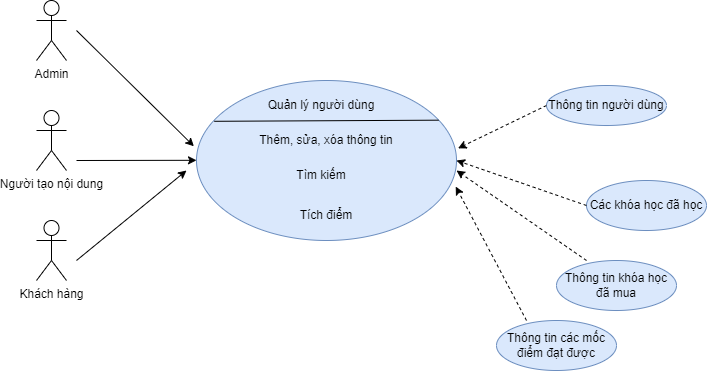 Admin
Người tạo nội dung
Khách hàng
Quản lý người dùng
Thêm, sửa, xóa thông tin
Tìm kiếm
Tích điểm
Thông tin người dùng
Các khóa học đã học
Thông tin khóa học
đã mua
Thông tin các mốc
điểm đạt được